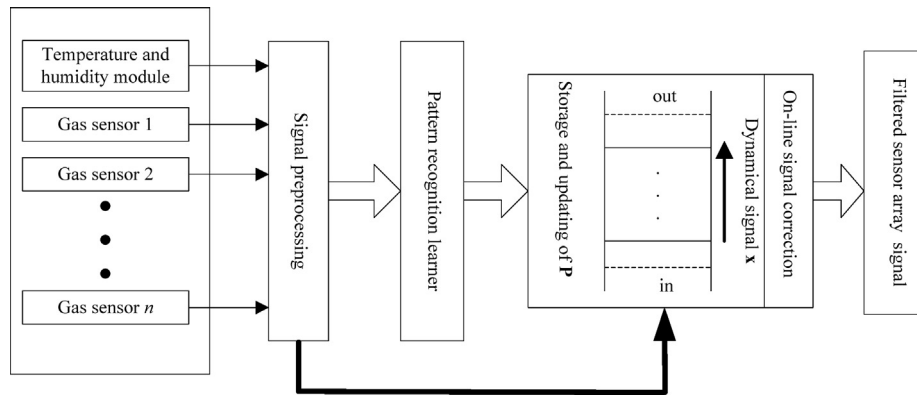 Temperature and
humidity module
Gas sensor 1
Gas sensor 2
Gas sensor n
Signal preprocessing
Pattern recognition learner
Storage and updating of P
out
in
Dynamical signal x
On-line signal correction
Filtered sensor array
signal